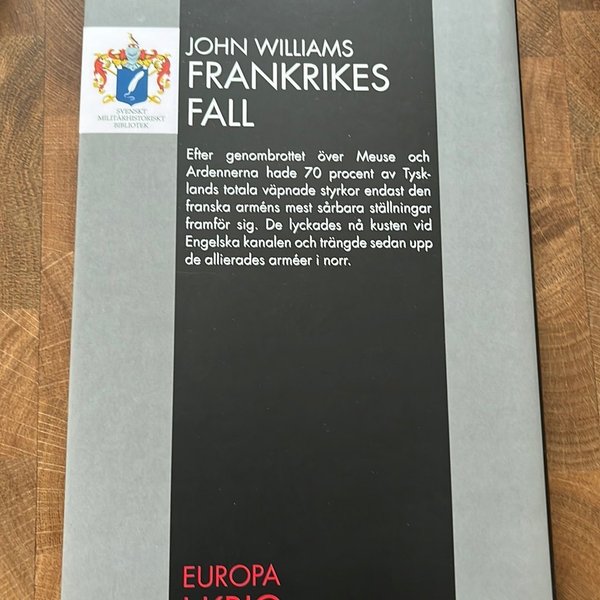 SVENSKT
MILITÄRHISTORISKT
BIBLIOTEK
JOHN WILLIAMS
FRANKRIKES
FALL
Efter genombrottet över Meuse och
Ardennerna hade 70 procent av Tysk-
lands totala väpnade styrkor endast den
franska arméns mest sårbara ställningar
framför sig. De lyckades nå kusten vid
Engelska kanalen och trängde sedan upp
de allierades arméer i norr.
EUROPA
I KRIG